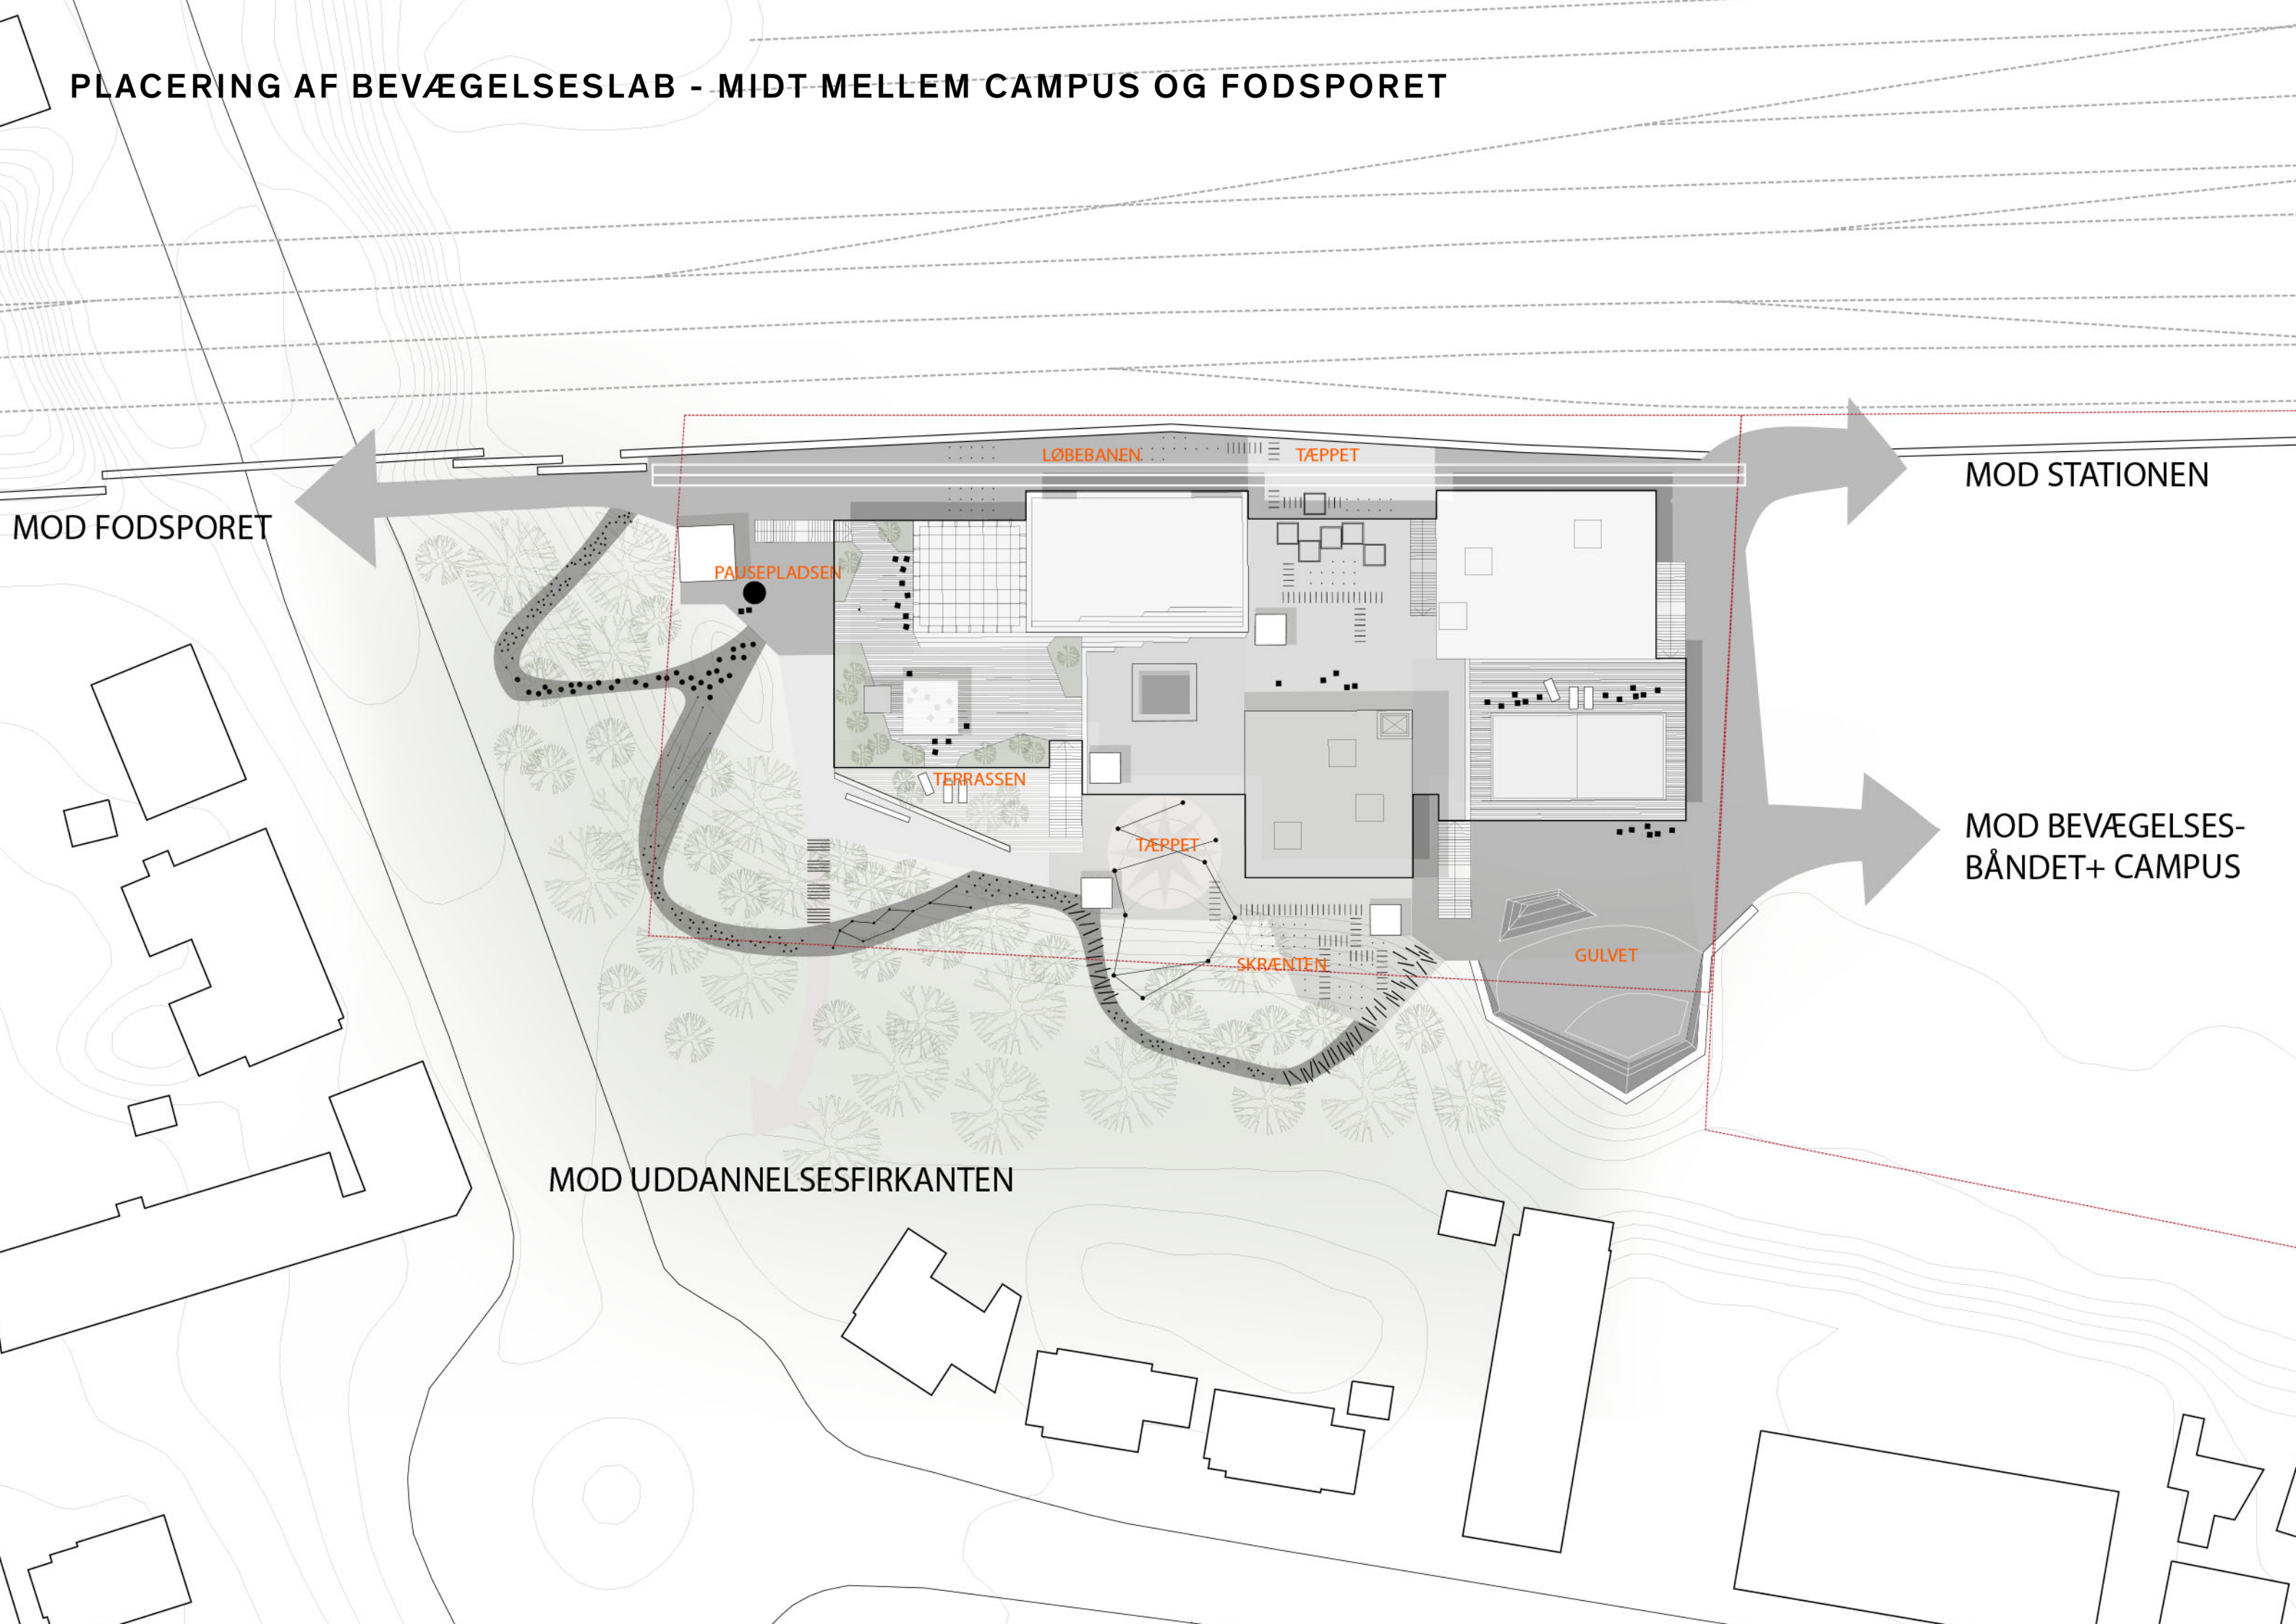 PLACERING AF BEVÆGELSESLAB - MIDT MELLEM CAMPUS OG FODSPORET
LØBEBANEN
TÆPPET
MOD STATIONEN
MOD FODSPORET
PAUSEPLADSEN
TERRASSEN
TÆPPET
MOD BEVÆGELSES-
BÅNDET+ CAMPUS
SKRÆNTEN
GULVET
MOD UDDANNELSESFIRKANTEN